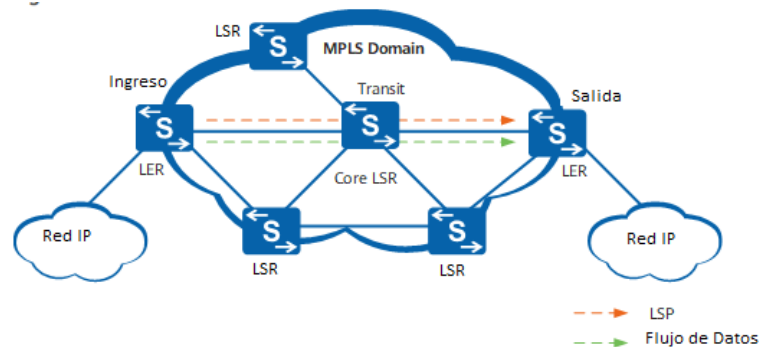 LSR
S
MPLS Domain
Ingreso
Transit
Salida
S
S
S
LER
Core LSR
LER
S
S
Red IP
Red IP
LSR
LSR
LSP
Flujo de Datos